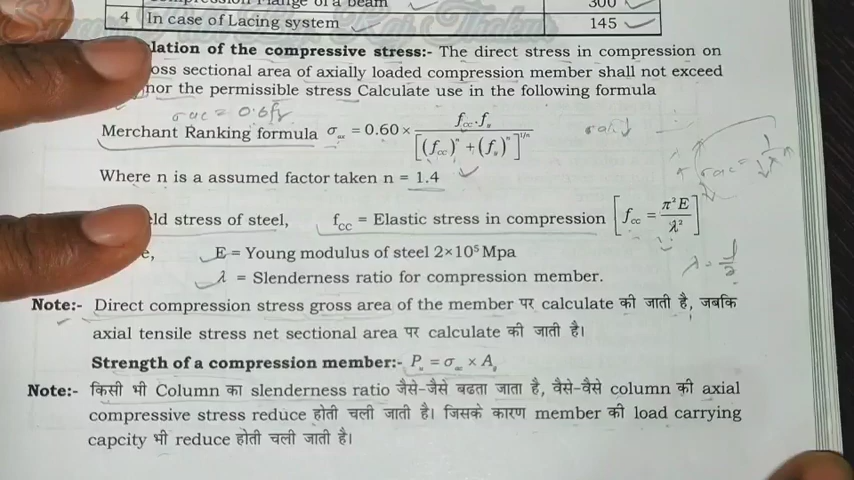 Compression Flange of a beam 300
4 In case of Lacing system 145
lation of the compressive stress:- The direct stress in compression on
oss sectional area of axially loaded compression member shall not exceed
nor the permissible stress Calculate use in the following formula
σac = 0.6fy
Merchant Ranking formula σac = 0.60 × fcc.fy / [(fcc)^n + (fy)^n]^1/n
Where n is a assumed factor taken n = 1.4
ld stress of steel, fcc = Elastic stress in compression [fcc = π²E / λ²]
e, E = Young modulus of steel 2×10⁵ Mpa
λ = Slenderness ratio for compression member.
Note:- Direct compression stress gross area of the member पर calculate की जाती है, जबकि
axial tensile stress net sectional area पर calculate की जाती है।
Strength of a compression member:- Pu = σac × Ag
Note:- किसी भी Column का slenderness ratio जैसे-जैसे बढता जाता है, वैसे-वैसे column की axial
compressive stress reduce होती चली जाती है। जिसके कारण member की load carrying
capcity भी reduce होती चली जाती है।